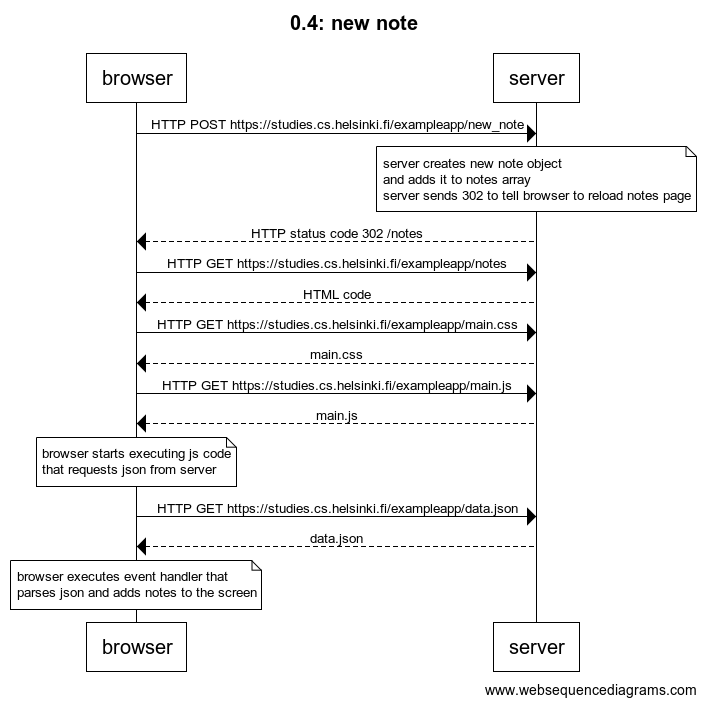 0.4: new note
browser
server
HTTP POST https://studies.cs.helsinki.fi/exampleapp/new_note
server creates new note object
and adds it to notes array
server sends 302 to tell browser to reload notes page
HTTP status code 302 /notes
HTTP GET https://studies.cs.helsinki.fi/exampleapp/notes
HTML code
HTTP GET https://studies.cs.helsinki.fi/exampleapp/main.css
main.css
HTTP GET https://studies.cs.helsinki.fi/exampleapp/main.js
main.js
browser starts executing js code
that requests json from server
HTTP GET https://studies.cs.helsinki.fi/exampleapp/data.json
data.json
browser executes event handler that
parses json and adds notes to the screen
browser
server
www.websequencediagrams.com